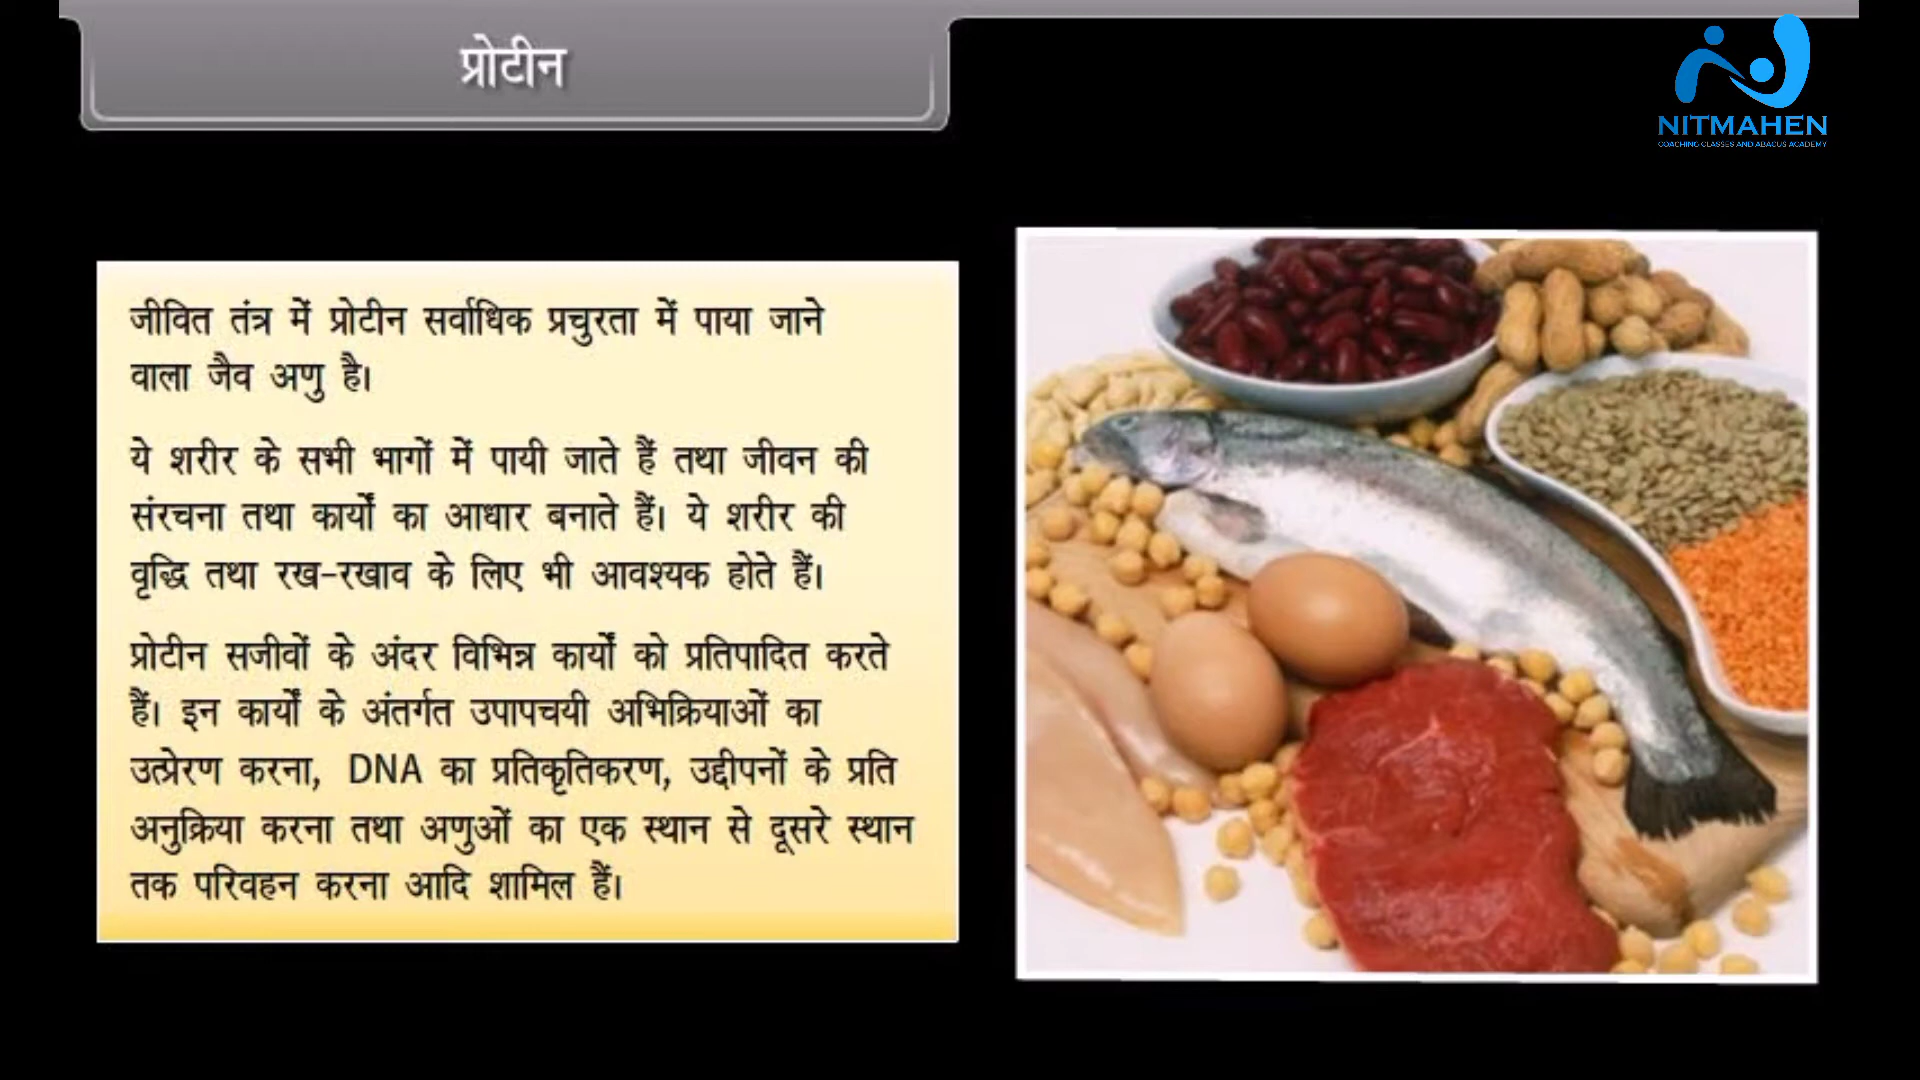 प्रोटीन
NITMAHEN
COACHING CLASSES AND ABACUS ACADEMY
जीवित तंत्र में प्रोटीन सर्वाधिक प्रचुरता में पाया जाने
वाला जैव अणु है।
ये शरीर के सभी भागों में पायी जाते हैं तथा जीवन की
संरचना तथा कार्यों का आधार बनाते हैं। ये शरीर की
वृद्धि तथा रख-रखाव के लिए भी आवश्यक होते हैं।
प्रोटीन सजीवों के अंदर विभिन्न कार्यों को प्रतिपादित करते
हैं। इन कार्यों के अंतर्गत उपापचयी अभिक्रियाओं का
उत्प्रेरण करना, DNA का प्रतिकृतिकरण, उद्दीपनों के प्रति
अनुक्रिया करना तथा अणुओं का एक स्थान से दूसरे स्थान
तक परिवहन करना आदि शामिल हैं।